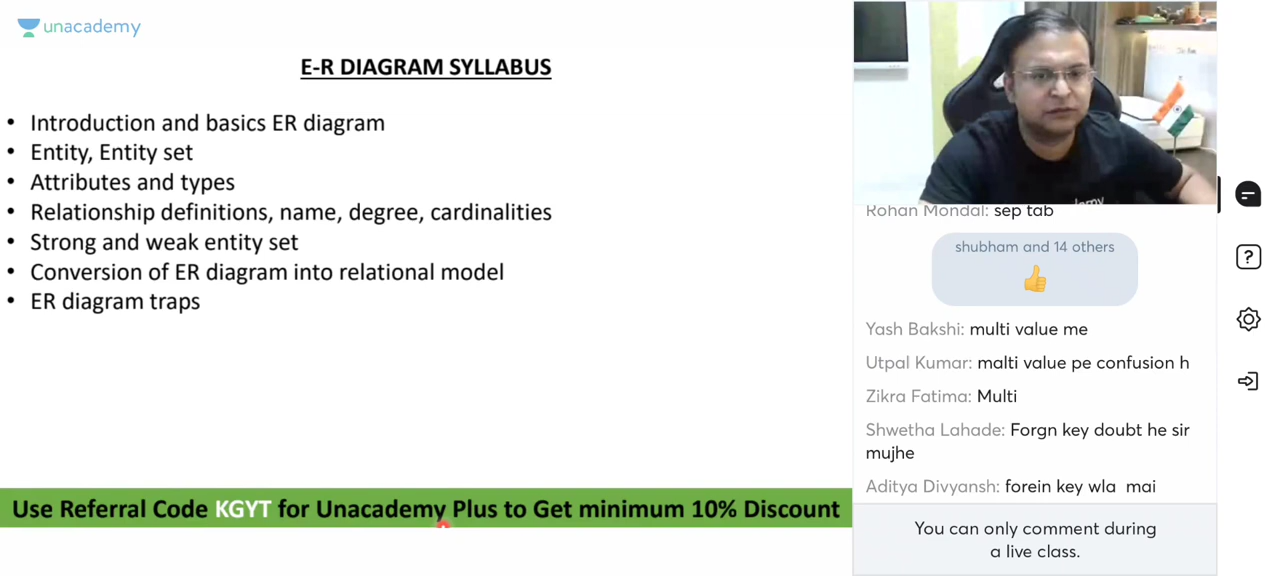 unacademy
E-R DIAGRAM SYLLABUS
• Introduction and basics ER diagram
• Entity, Entity set
• Attributes and types
• Relationship definitions, name, degree, cardinalities
• Strong and weak entity set
• Conversion of ER diagram into relational model
• ER diagram traps
Use Referral Code KGYT for Unacademy Plus to Get minimum 10% Discount
Rohan Mondal: sep tab
shubham and 14 others
Yash Bakshi: multi value me
Utpal Kumar: malti value pe confusion h
Zikra Fatima: Multi
Shwetha Lahade: Forgn key doubt he sir
mujhe
Aditya Divyansh: forein key wla mai
You can only comment during
a live class.